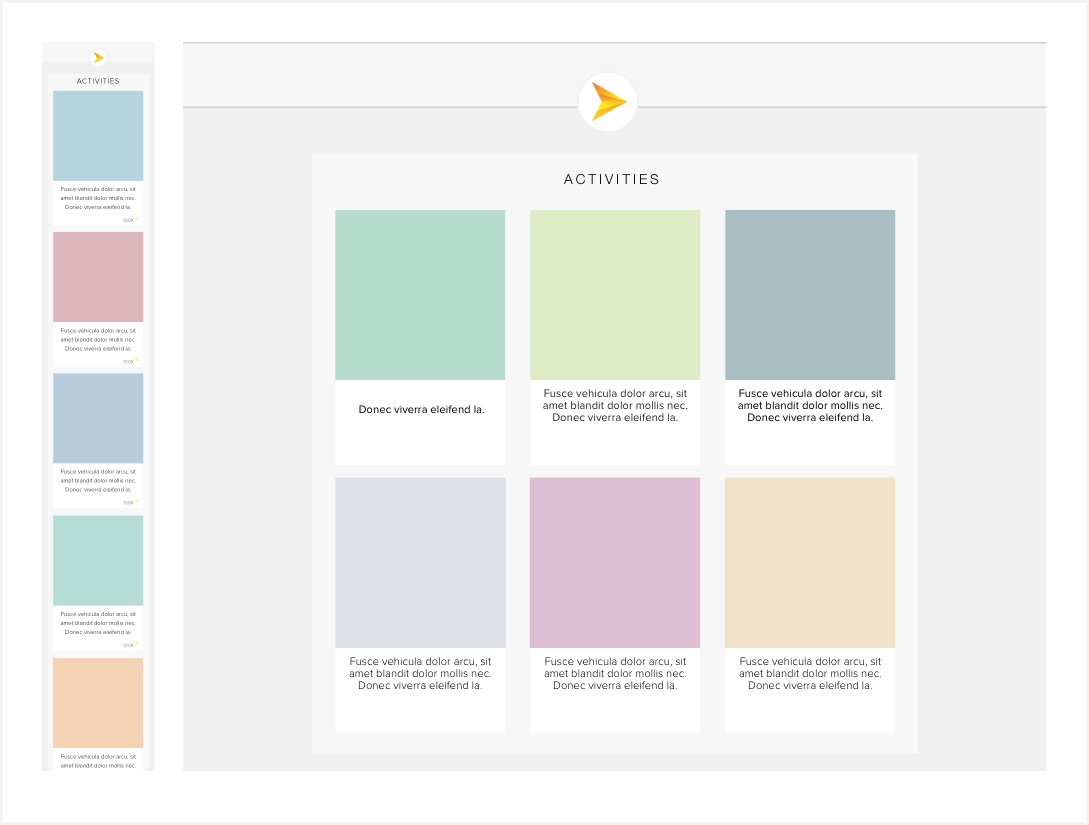 ACTIVITIES
Fusce vehicula dolor arcu, sit
amet blandit dolor mollis nec.
Donec viverra eleifend la.
100K
Fusce vehicula dolor arcu, sit
amet blandit dolor mollis nec.
Donec viverra eleifend la.
100K
Fusce vehicula dolor arcu, sit
amet blandit dolor mollis nec.
Donec viverra eleifend la.
100K
Fusce vehicula dolor arcu, sit
amet blandit dolor mollis nec.
Donec viverra eleifend la.
100K
Fusce vehicula dolor arcu, sit
amet blandit dolor mollis nec.
ACTIVITIES
Donec viverra eleifend la.
Fusce vehicula dolor arcu, sit
amet blandit dolor mollis nec.
Donec viverra eleifend la.
Fusce vehicula dolor arcu, sit
amet blandit dolor mollis nec.
Donec viverra eleifend la.
Fusce vehicula dolor arcu, sit
amet blandit dolor mollis nec.
Donec viverra eleifend la.
Fusce vehicula dolor arcu, sit
amet blandit dolor mollis nec.
Donec viverra eleifend la.
Fusce vehicula dolor arcu, sit
amet blandit dolor mollis nec.
Donec viverra eleifend la.